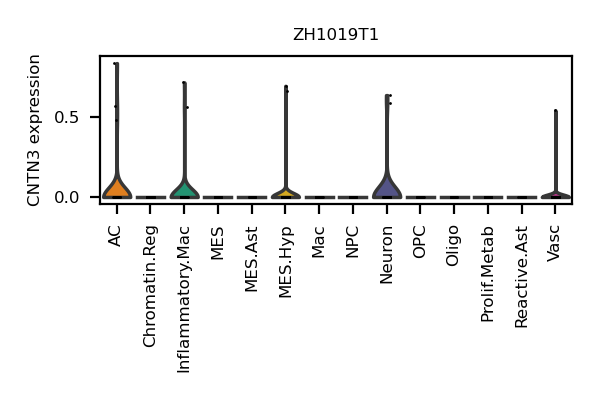 ZH1019T1
CNTN3 expression
0.5
0.0
AC
Chromatin.Reg
Inflammatory.Mac
MES
MES.Ast
MES.Hyp
Mac
NPC
Neuron
OPC
Oligo
Prolif.Metab
Reactive.Ast
Vasc